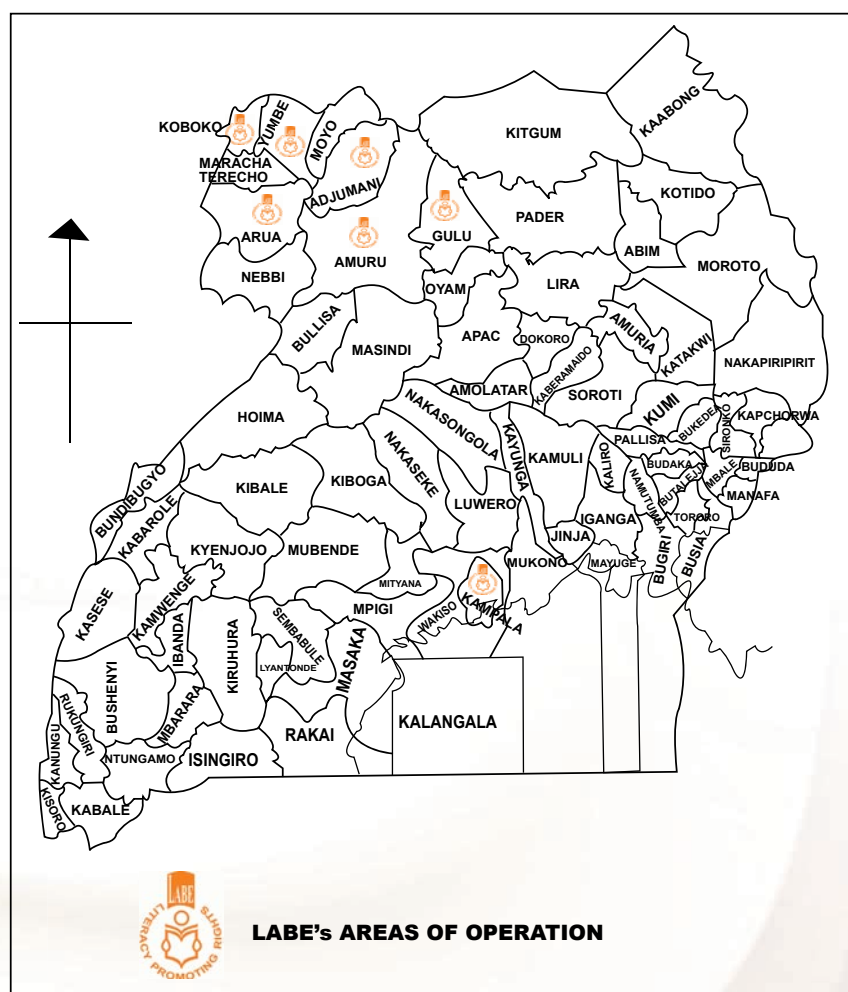 KAABONG
KITGUM
KOBOKO
YUMBE
MOYO
MARACHA
TERECHO
ADJUMANI
KOTIDO
PADER
ARUA
GULU
ABIM
AMURU
MOROTO
NEBBI
OYAM
LIRA
BULLISA
AMURIA
APAC
DOKORO
MASINDI
KATAKWI
NAKAPIRIPIRIT
KABERAMAIDO
AMOLATAR
SOROTI
HOIMA
NAKASONGOLA
KUMI
BUKEDEA
SIRONKO
KAPCHORWA
KAYUNGA
PALLISA
KAMULI
KALIRO
BUDAKA
MBALE
BUDUDA
NAKASEKE
KIBOGA
KIBALE
BUNDIBUGYO
KABAROLE
LUWERO
NAMUTUMBA
BUTALEJJA
MANAFA
IGANGA
TORORO
JINJA
KYENJOJO
MUBENDE
MUKONO
MAYUGE
BUGIRI
BUSIA
MITYANA
KASESE
KAMWENGE
MPIGI
WAKISO
KAMPALA
IBANDA
KIRUHURA
SEMBABULE
LYANTONDE
MASAKA
BUSHENYI
MBARARA
KALANGALA
RUKUNGIRI
KANUNGU
RAKAI
NTUNGAMO
ISINGIRO
KISORO
KABALE
LABE
LITERACY PROMOTING RIGHTS
LABE's AREAS OF OPERATION